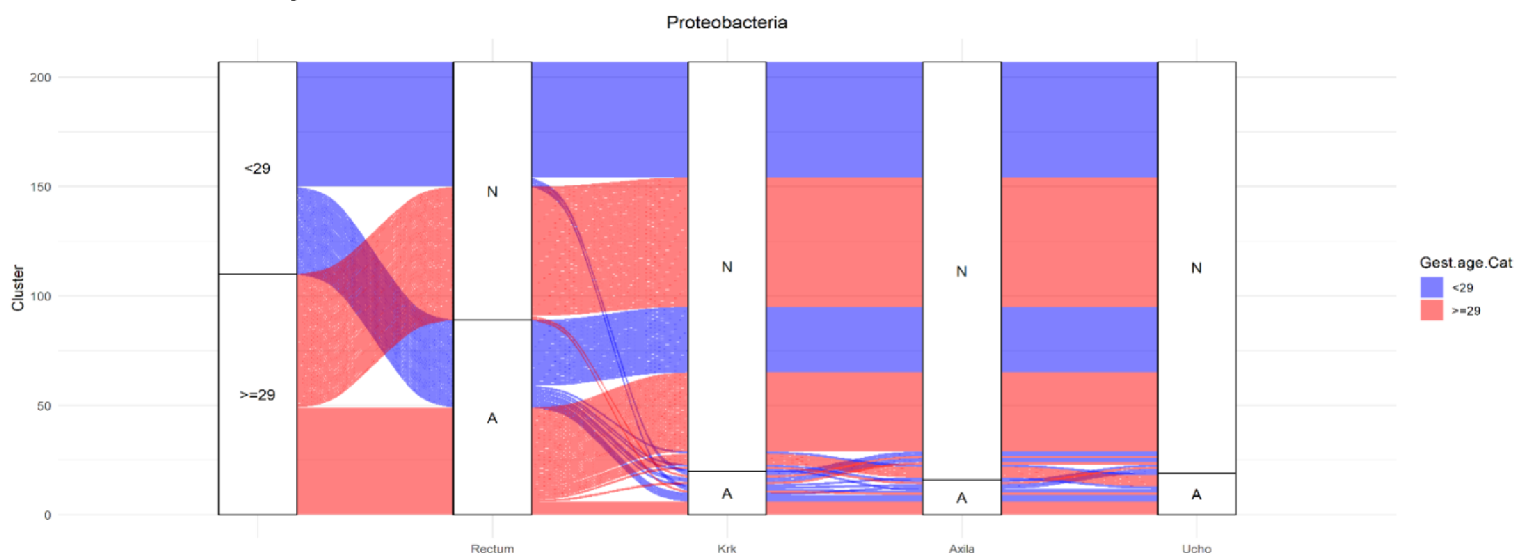 Proteobacteria
200
150
100
50
0
Cluster
<29
>=29
N
A
N
A
N
A
N
A
Rectum
Krk
Axila
Ucho
Gest.age.Cat
<29
>=29